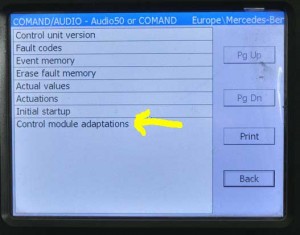 COMAND/AUDIO - Audio50 or COMAND Europe\Mercedes-Ber
Control unit version
Fault codes
Event memory
Erase fault memory
Actual values
Actuations
Initial startup
Control module adaptations
Pg Up
Pg Dn
Print
Back